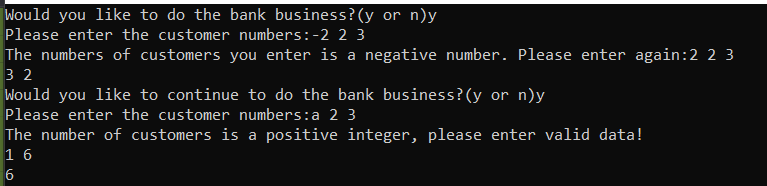 Would you like to do the bank business?(y or n)y
Please enter the customer numbers:-2 2 3
The numbers of customers you enter is a negative number. Please enter again:2 2 3
3 2
Would you like to continue to do the bank business?(y or n)y
Please enter the customer numbers:a 2 3
The number of customers is a positive integer, please enter valid data!
1 6
6